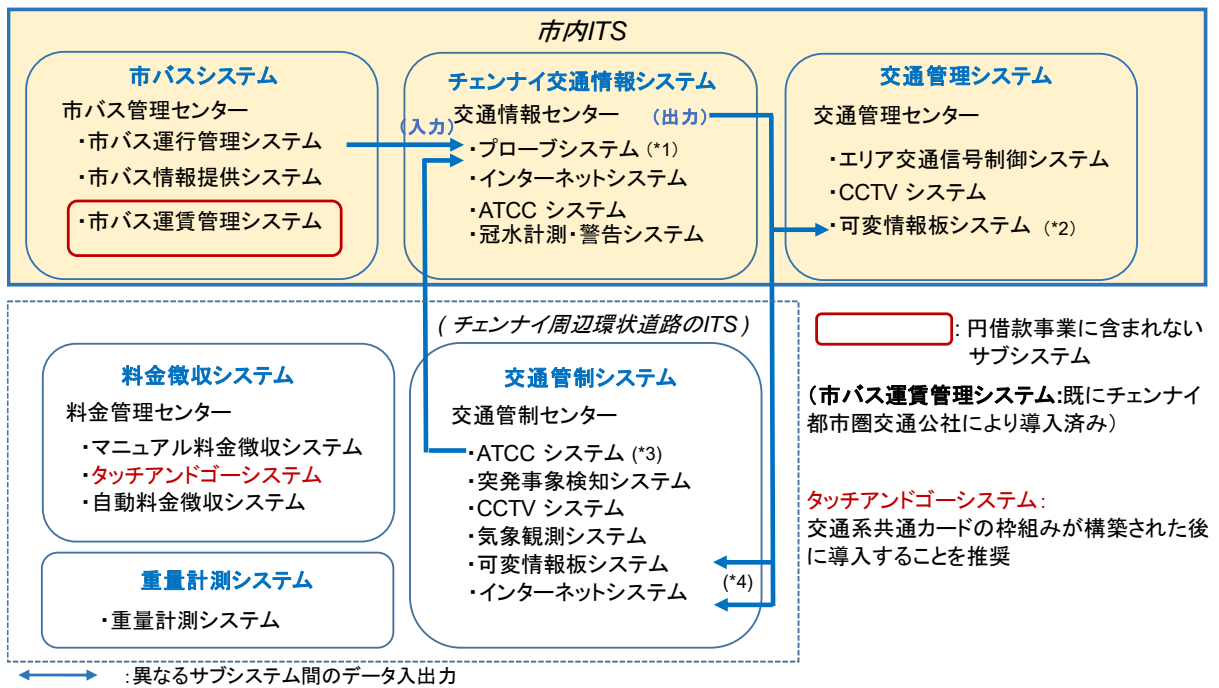 市内ITS
市バスシステム
市バス管理センター
・市バス運行管理システム
・市バス情報提供システム
・市バス運賃管理システム
(入力)
チェンナイ交通情報システム
交通情報センター (出力)
・プローブシステム (*1)
・インターネットシステム
・ATCC システム
・冠水計測・警告システム
交通管理システム
交通管理センター
・エリア交通信号制御システム
・CCTV システム
・可変情報板システム (*2)
( チェンナイ周辺環状道路のITS )
料金徴収システム
料金管理センター
・マニュアル料金徴収システム
・タッチアンドゴーシステム
・自動料金徴収システム
重量計測システム
・重量計測システム
交通管制システム
交通管制センター
・ATCC システム (*3)
・突発事象検知システム
・CCTV システム
・気象観測システム
・可変情報板システム
(*4)
・インターネットシステム
: 円借款事業に含まれない
サブシステム
(市バス運賃管理システム:既にチェンナイ
都市圏交通公社により導入済み)
タッチアンドゴーシステム:
交通系共通カードの枠組みが構築された後
に導入することを推奨
:異なるサブシステム間のデータ入出力